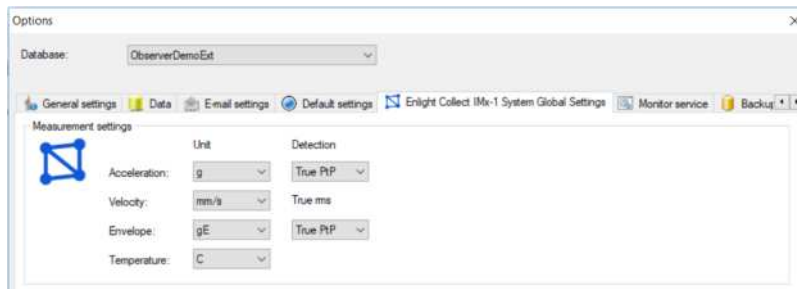 Options
Database: ObserverDemoExt
General settings Data E-mail settings Default settings Enlight Collect IMx-1 System Global Settings Monitor service Backup
Measurement settings
Unit Detection
Acceleration: g True PtP
Velocity: mm/s True rms
Envelope: gE True PtP
Temperature: C